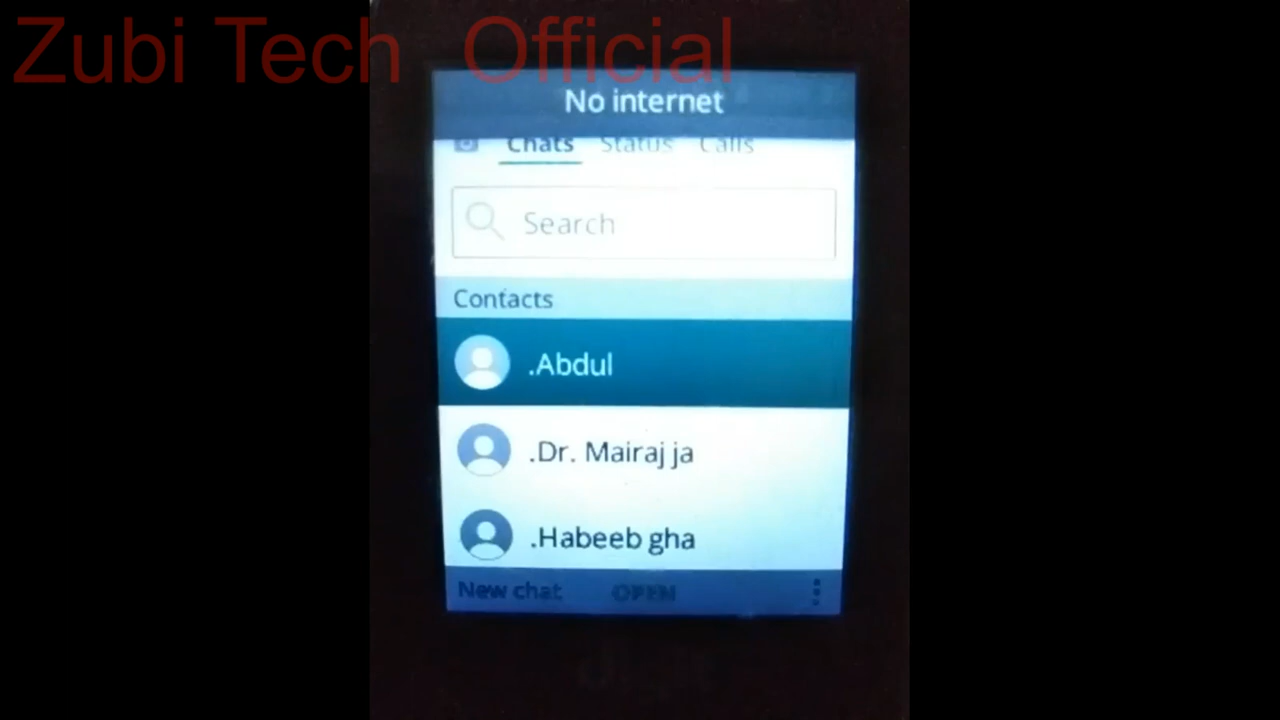 Zubi Tech Official
No internet
Chats Status Calls
Search
Contacts
.Abdul
.Dr. Mairaj ja
.Habeeb gha
New chat OPEN